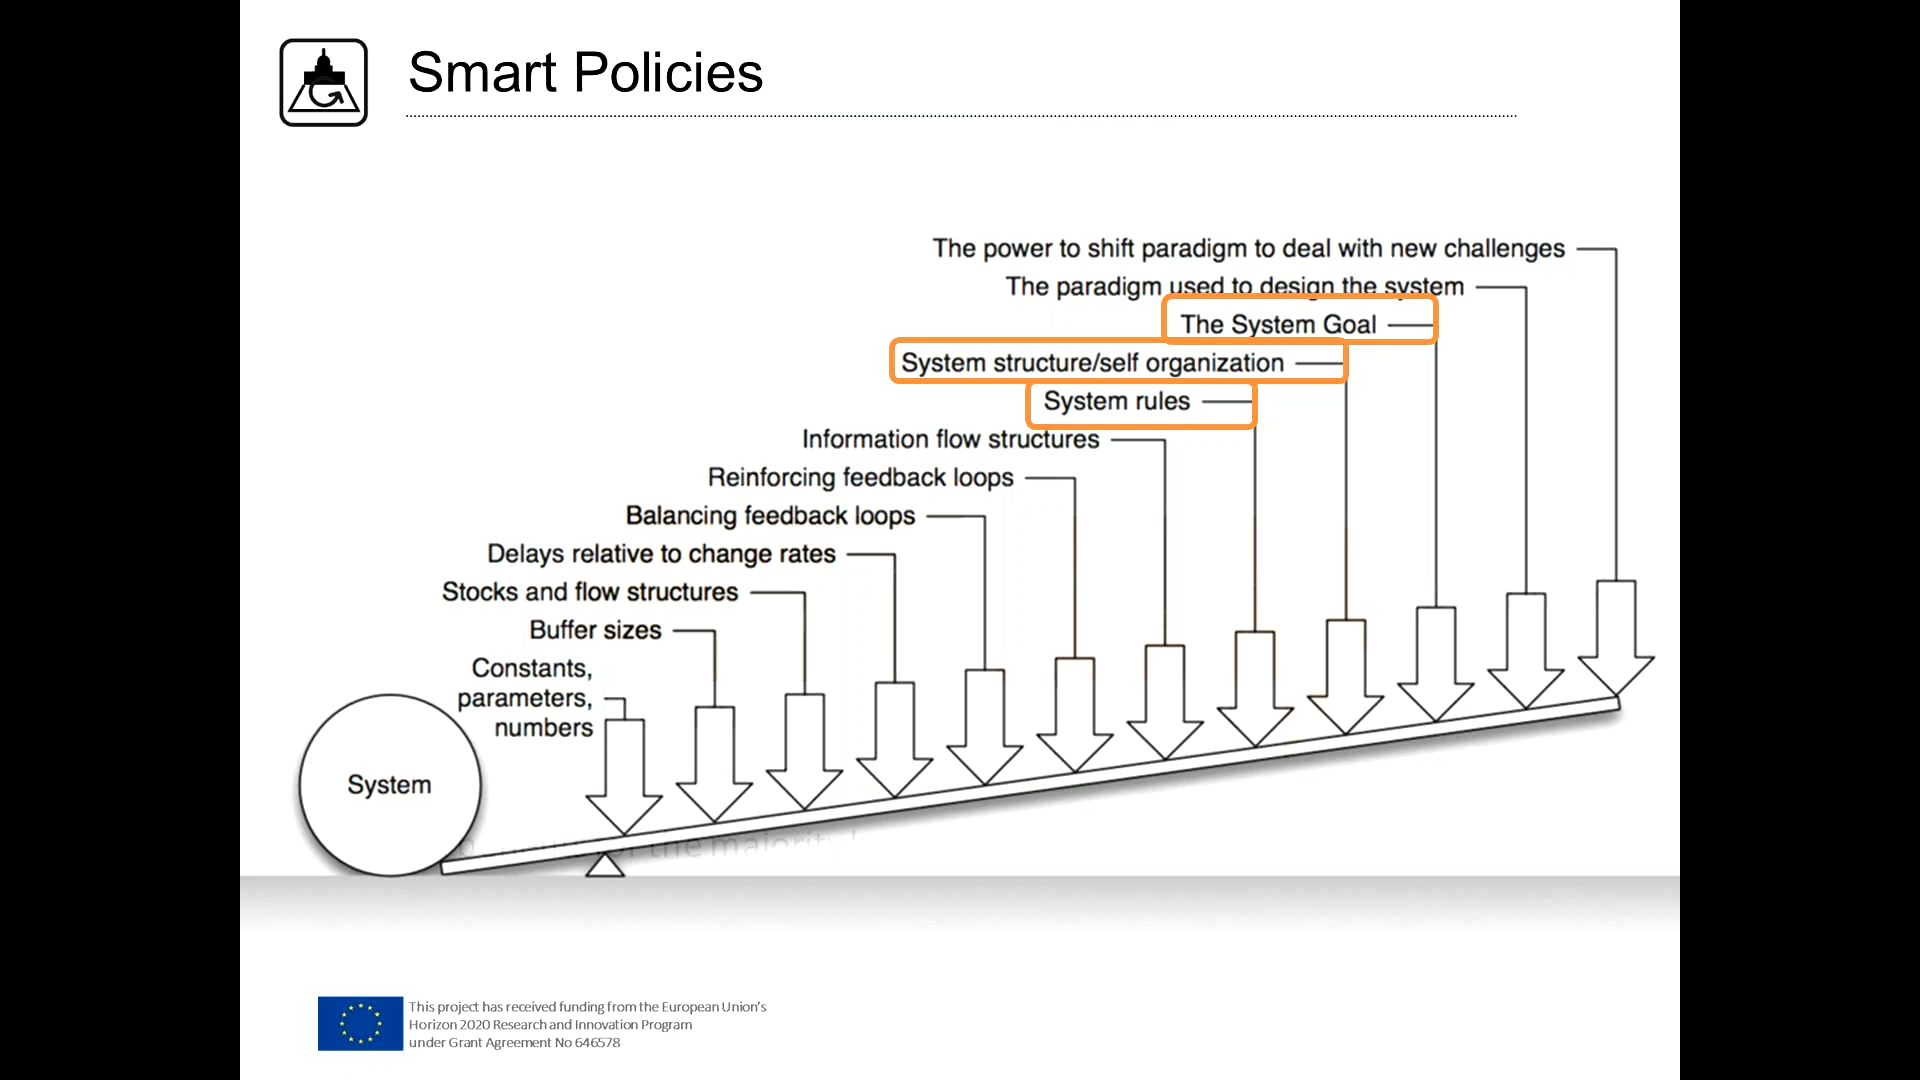 Smart Policies
The power to shift paradigm to deal with new challenges
The paradigm used to design the system
The System Goal
System structure/self organization
System rules
Information flow structures
Reinforcing feedback loops
Balancing feedback loops
Delays relative to change rates
Stocks and flow structures
Buffer sizes
Constants,
parameters,
numbers
System
the majority
This project has received funding from the European Union's
Horizon 2020 Research and Innovation Program
under Grant Agreement No 646578